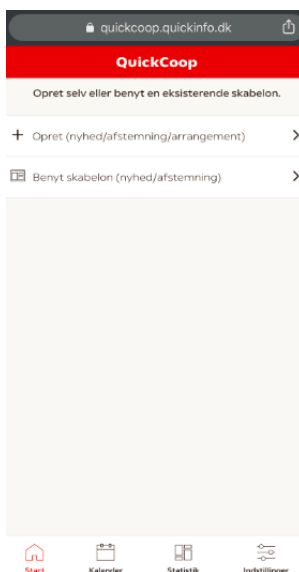 quickcoop.quickinfo.dk
QuickCoop
Opret selv eller benyt en eksisterende skabelon.
+ Opret (nyhed/afstemning/arrangement)
Benyt skabelon (nyhed/afstemning)
Start Kalender Statistik Indstillinger